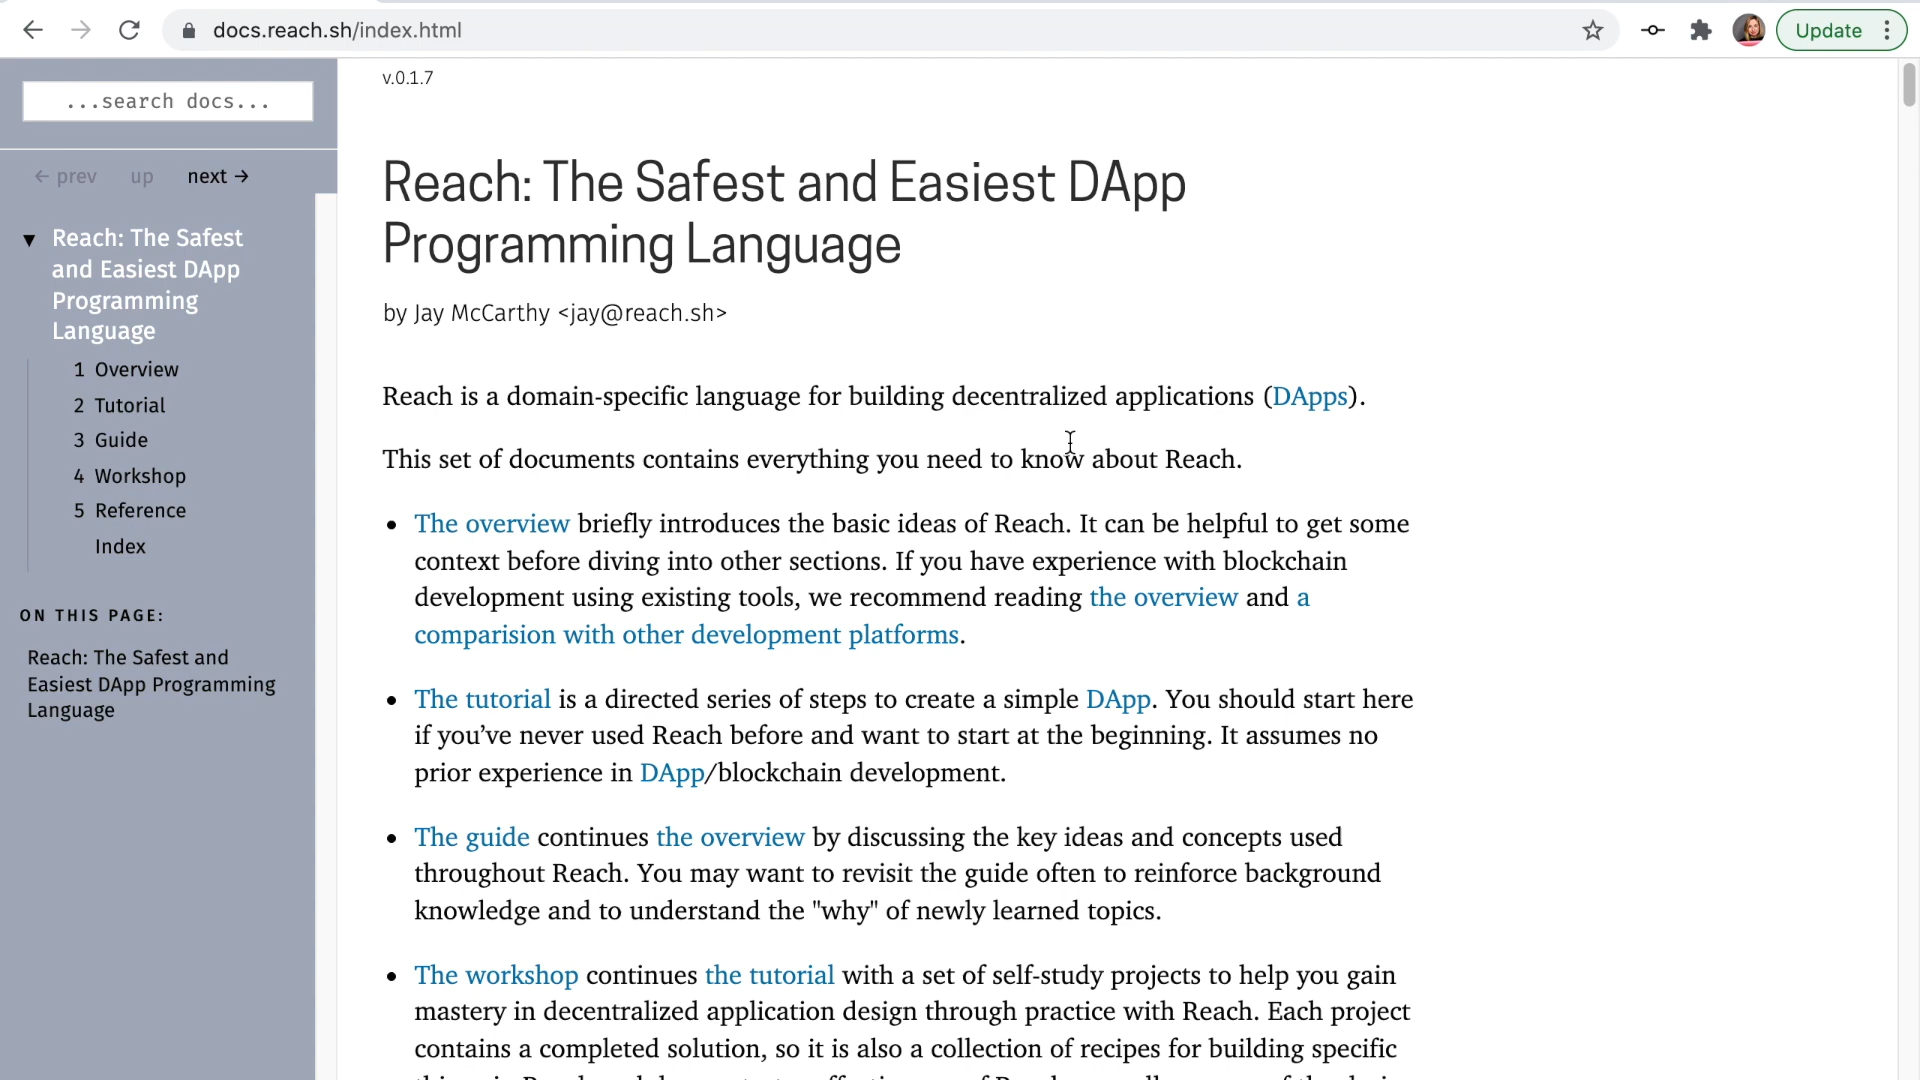 docs.reach.sh/index.html
Update
...search docs...
← prev up next →
▼ Reach: The Safest
and Easiest DApp
Programming
Language
1 Overview
2 Tutorial
3 Guide
4 Workshop
5 Reference
Index
ON THIS PAGE:
Reach: The Safest and
Easiest DApp Programming
Language
v.0.1.7
Reach: The Safest and Easiest DApp
Programming Language
by Jay McCarthy <jay@reach.sh>
Reach is a domain-specific language for building decentralized applications (DApps).
This set of documents contains everything you need to know about Reach.
• The overview briefly introduces the basic ideas of Reach. It can be helpful to get some
context before diving into other sections. If you have experience with blockchain
development using existing tools, we recommend reading the overview and a
comparision with other development platforms.
• The tutorial is a directed series of steps to create a simple DApp. You should start here
if you’ve never used Reach before and want to start at the beginning. It assumes no
prior experience in DApp/blockchain development.
• The guide continues the overview by discussing the key ideas and concepts used
throughout Reach. You may want to revisit the guide often to reinforce background
knowledge and to understand the "why" of newly learned topics.
• The workshop continues the tutorial with a set of self-study projects to help you gain
mastery in decentralized application design through practice with Reach. Each project
contains a completed solution, so it is also a collection of recipes for building specific